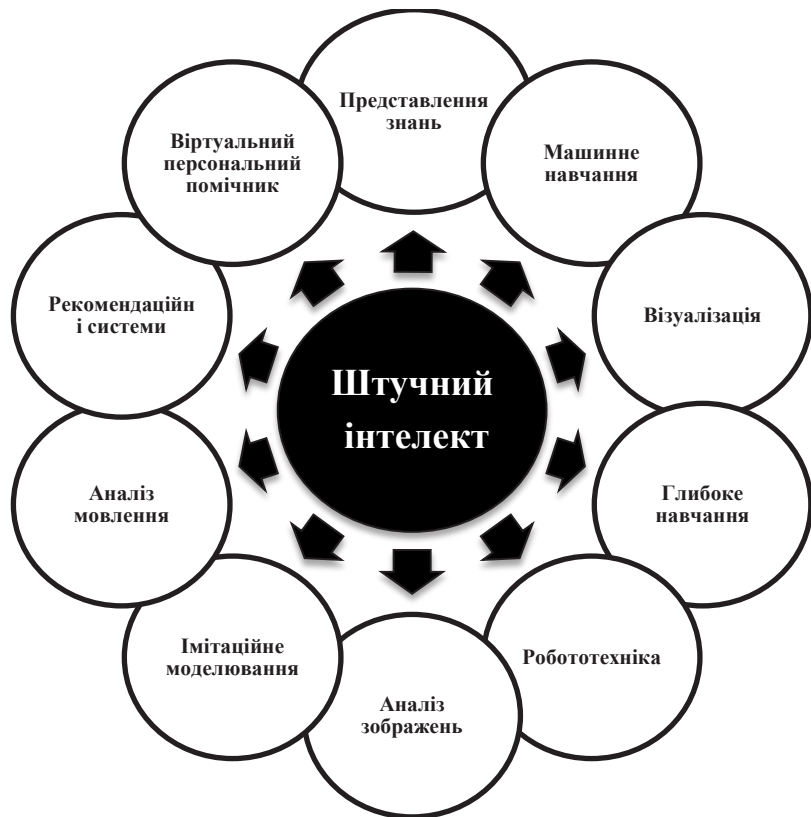 Представлення
знань
Машинне
навчання
Візуалізація
Глибоке
навчання
Робототехніка
Аналіз
зображень
Імітаційне
моделювання
Аналіз
мовлення
Рекомендаційн
і системи
Віртуальний
персональний
помічник
Штучний
інтелект